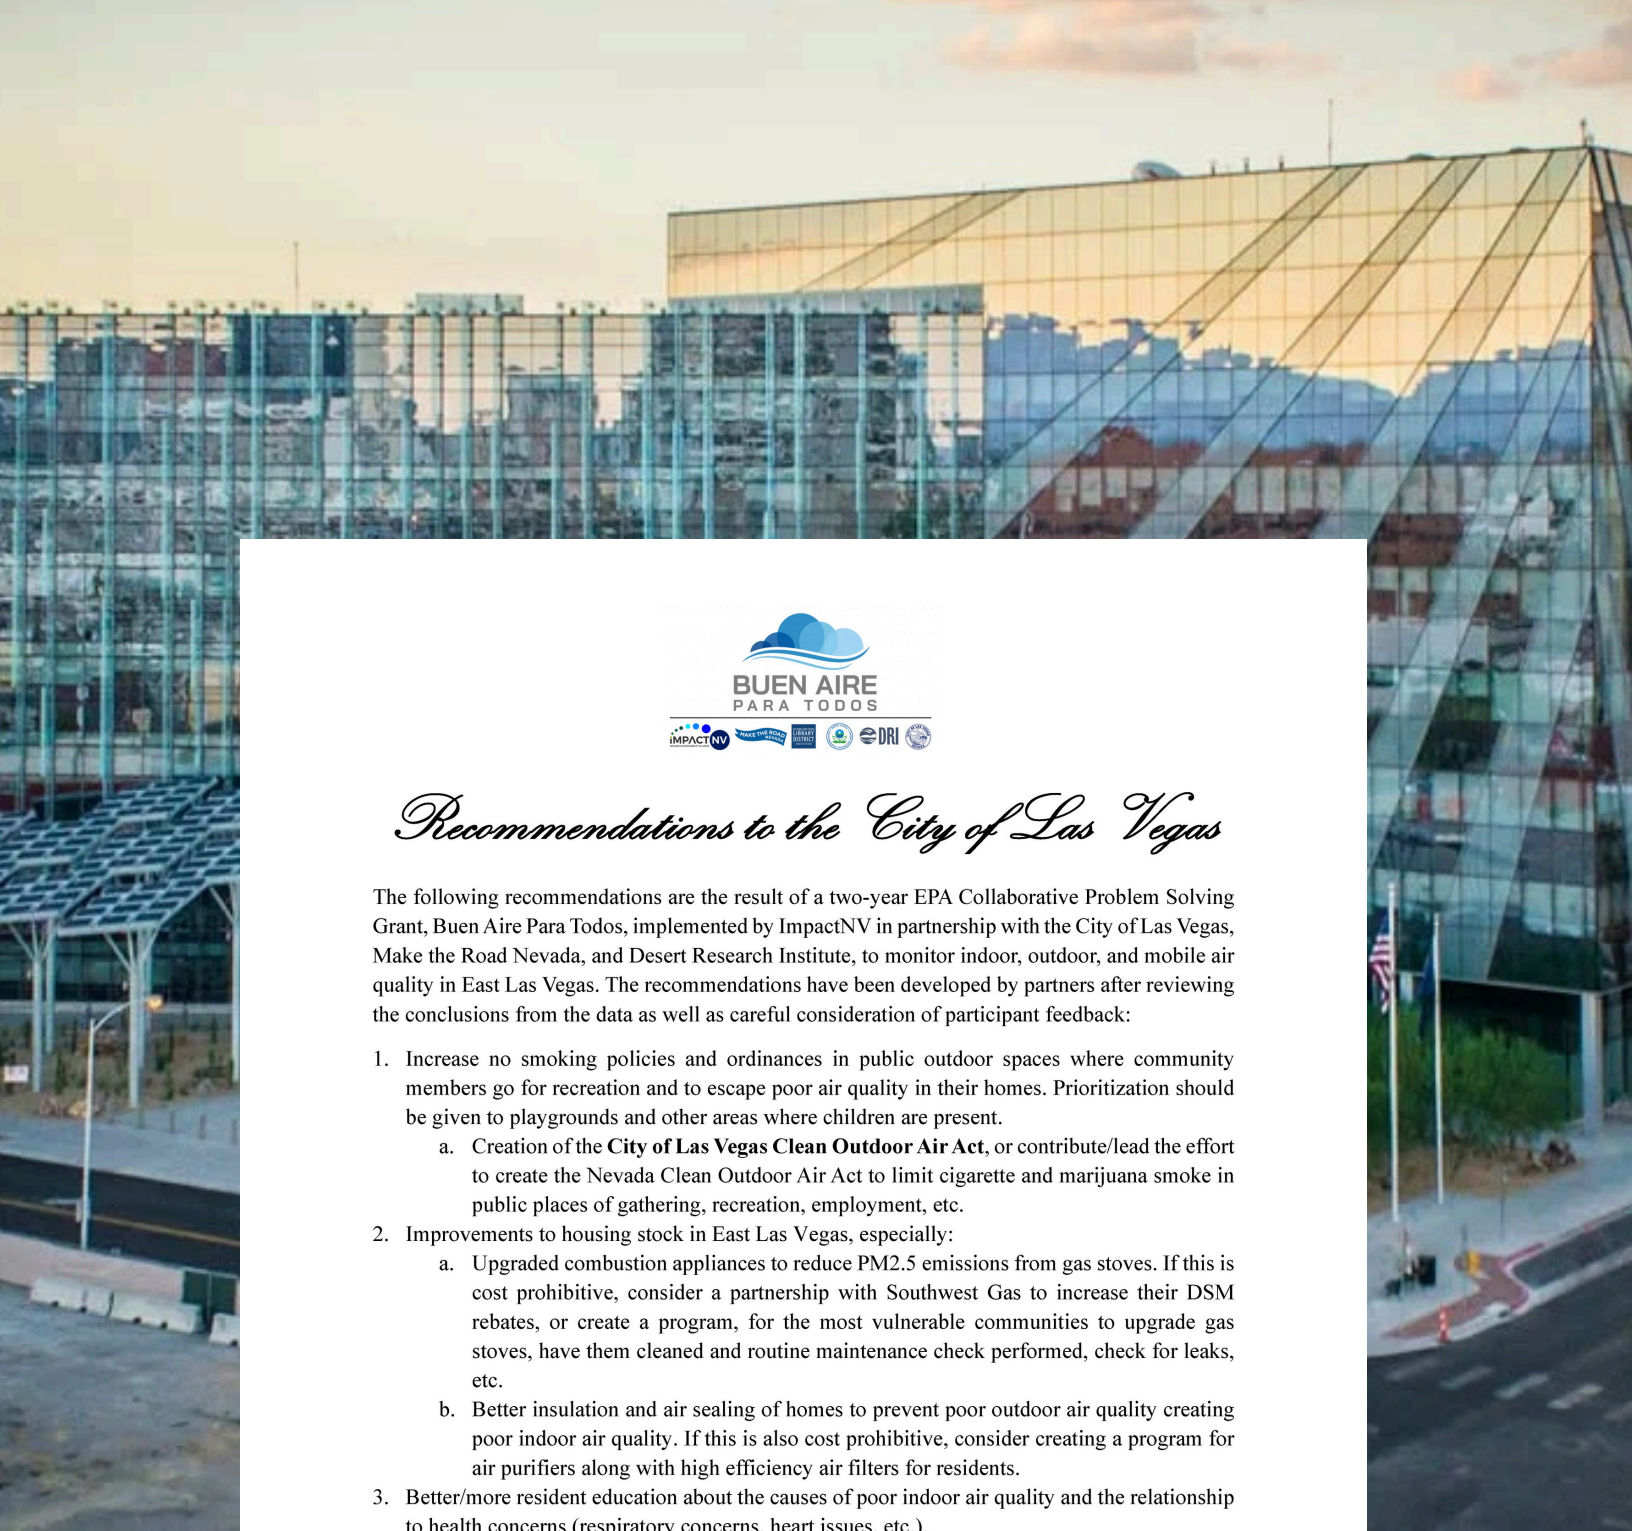 BUEN AIRE
PARA TODOS
IMPACT NV MAKE THE ROAD NEVADA LIBRARY DISTRICT DRI
Recommendations to the City of Las Vegas
The following recommendations are the result of a two-year EPA Collaborative Problem Solving
Grant, Buen Aire Para Todos, implemented by ImpactNV in partnership with the City of Las Vegas,
Make the Road Nevada, and Desert Research Institute, to monitor indoor, outdoor, and mobile air
quality in East Las Vegas. The recommendations have been developed by partners after reviewing
the conclusions from the data as well as careful consideration of participant feedback:
1. Increase no smoking policies and ordinances in public outdoor spaces where community
members go for recreation and to escape poor air quality in their homes. Prioritization should
be given to playgrounds and other areas where children are present.
a. Creation of the City of Las Vegas Clean Outdoor Air Act, or contribute/lead the effort
to create the Nevada Clean Outdoor Air Act to limit cigarette and marijuana smoke in
public places of gathering, recreation, employment, etc.
2. Improvements to housing stock in East Las Vegas, especially:
a. Upgraded combustion appliances to reduce PM2.5 emissions from gas stoves. If this is
cost prohibitive, consider a partnership with Southwest Gas to increase their DSM
rebates, or create a program, for the most vulnerable communities to upgrade gas
stoves, have them cleaned and routine maintenance check performed, check for leaks,
etc.
b. Better insulation and air sealing of homes to prevent poor outdoor air quality creating
poor indoor air quality. If this is also cost prohibitive, consider creating a program for
air purifiers along with high efficiency air filters for residents.
3. Better/more resident education about the causes of poor indoor air quality and the relationship
to health concerns (respiratory concerns, heart issues, etc.).